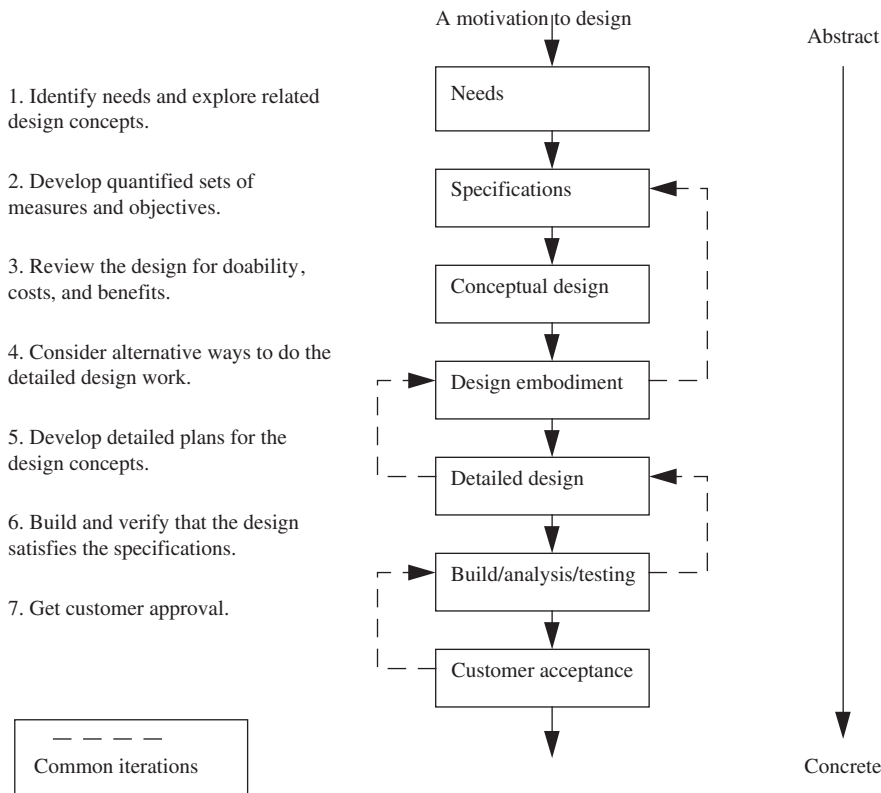 A motivation to design
Abstract
1. Identify needs and explore related
design concepts.
Needs
2. Develop quantified sets of
measures and objectives.
Specifications
3. Review the design for doability,
costs, and benefits.
Conceptual design
4. Consider alternative ways to do the
detailed design work.
Design embodiment
5. Develop detailed plans for the
design concepts.
Detailed design
6. Build and verify that the design
satisfies the specifications.
Build/analysis/testing
7. Get customer approval.
Customer acceptance
Common iterations
Concrete